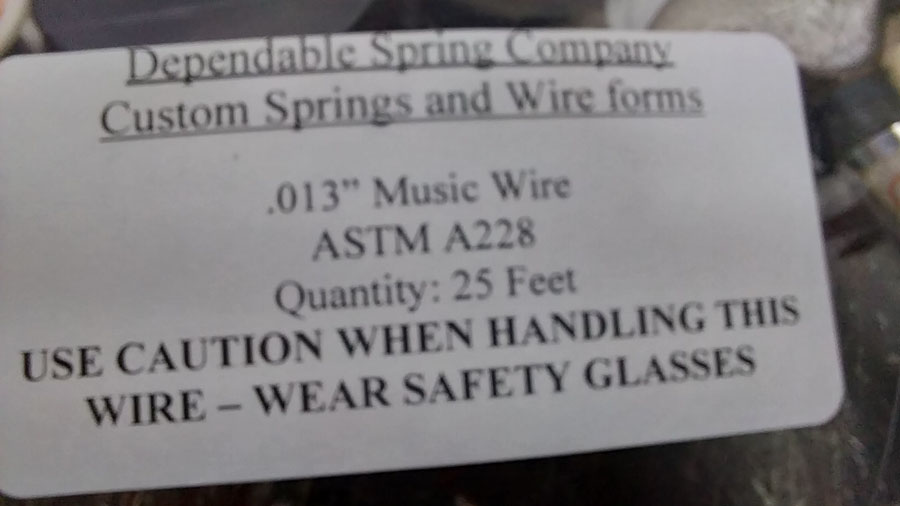 Dependable Spring Company
Custom Springs and Wire forms
.013” Music Wire
ASTM A228
Quantity: 25 Feet
USE CAUTION WHEN HANDLING THIS
WIRE – WEAR SAFETY GLASSES